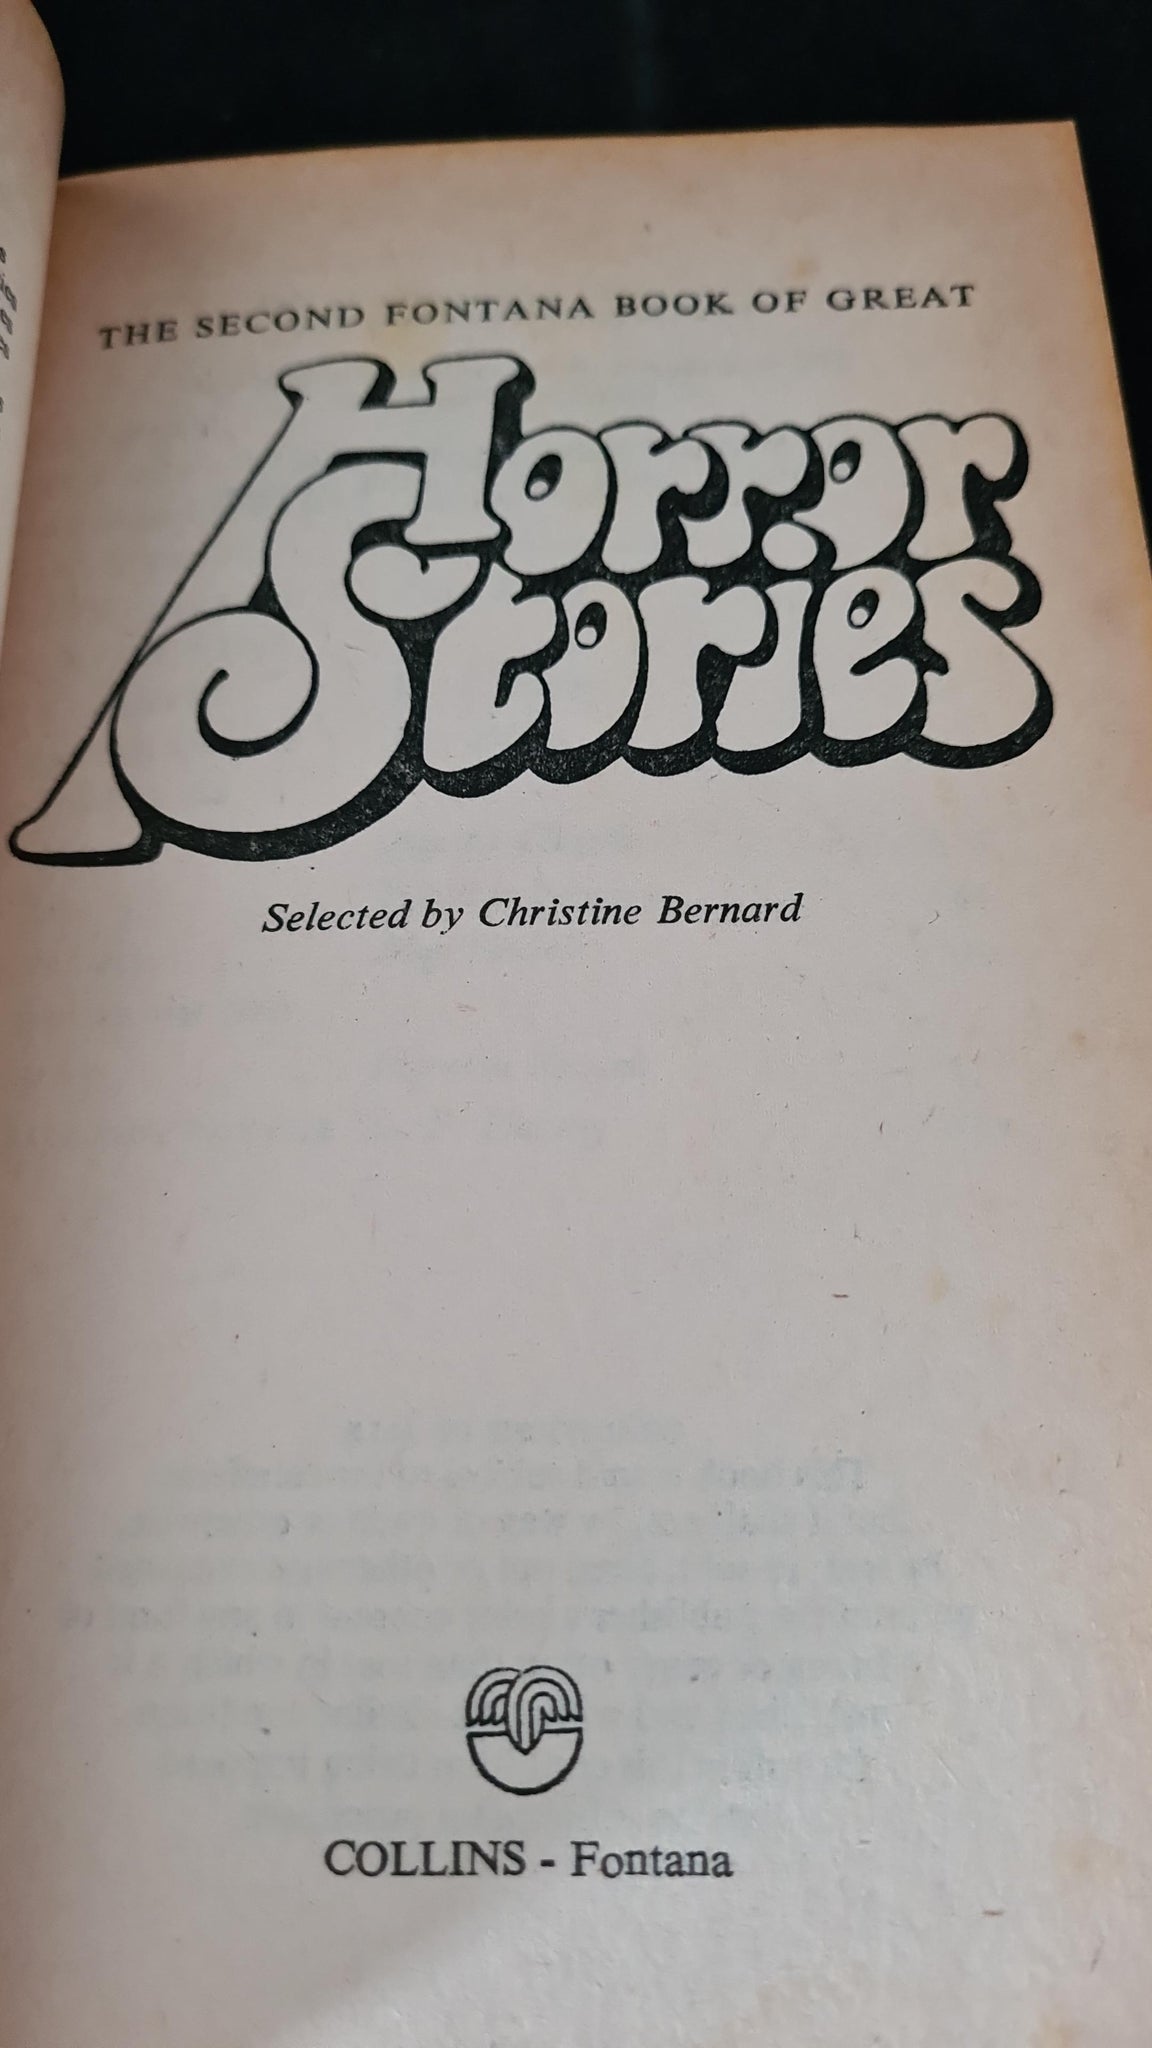 THE SECOND FONTANA BOOK OF GREAT
Horror
Stories
Selected by Christine Bernard
COLLINS - Fontana